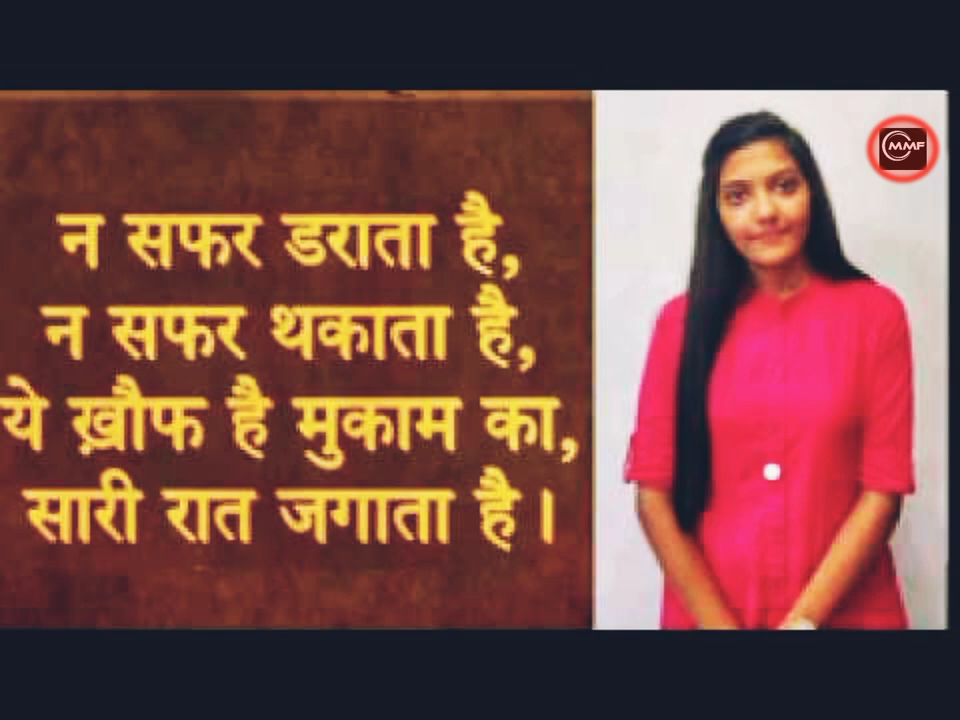 न सफर डराता है,
न सफर थकाता है,
ये ख़ौफ है मुकाम का,
सारी रात जगाता है।
MMF